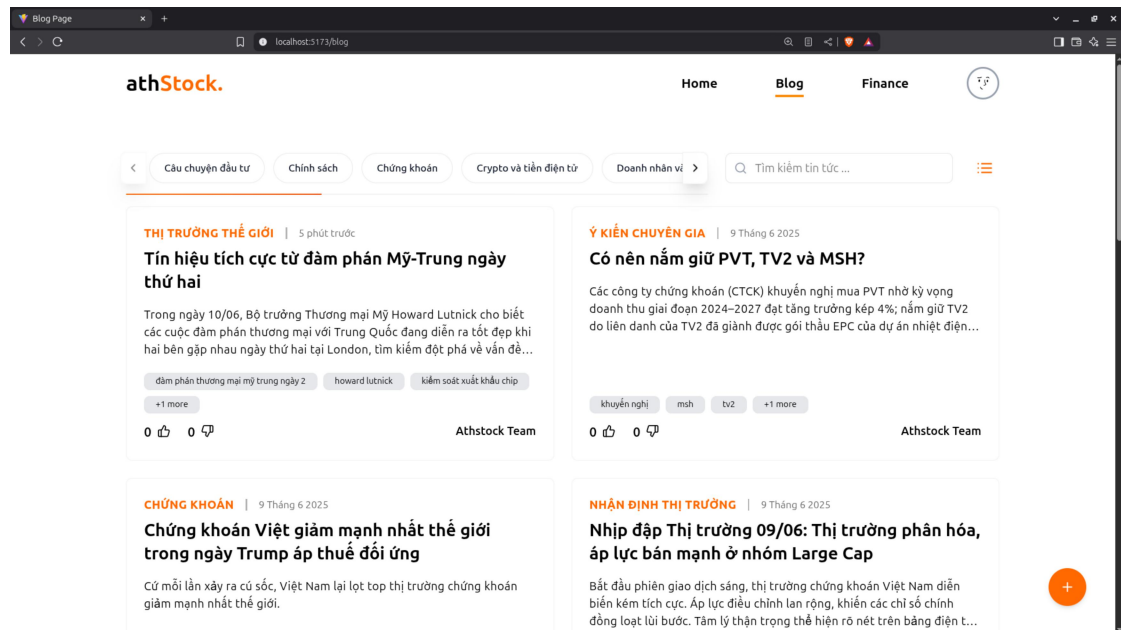 Blog Page
localhost:5173/blog
athStock.
Home
Blog
Finance
Câu chuyện đầu tư
Chính sách
Chứng khoán
Crypto và tiền điện tử
Doanh nhân và
Tìm kiếm tin tức ...
THỊ TRƯỜNG THẾ GIỚI | 5 phút trước
Tín hiệu tích cực từ đàm phán Mỹ-Trung ngày
thứ hai
Trong ngày 10/06, Bộ trưởng Thương mại Mỹ Howard Lutnick cho biết
các cuộc đàm phán thương mại với Trung Quốc đang diễn ra tốt đẹp khi
hai bên gặp nhau ngày thứ hai tại London, tìm kiếm đột phá về vấn đề...
đàm phán thương mại mỹ trung ngày 2
howard lutnick
kiểm soát xuất khẩu chip
+1 more
0
0
Athstock Team
Ý KIẾN CHUYÊN GIA | 9 Tháng 6 2025
Có nên nắm giữ PVT, TV2 và MSH?
Các công ty chứng khoán (CTCK) khuyến nghị mua PVT nhờ kỳ vọng
doanh thu giai đoạn 2024–2027 đạt tăng trưởng kép 4%; nắm giữ TV2
do liên danh của TV2 đã giành được gói thầu EPC của dự án nhiệt điện...
khuyến nghị
msh
tv2
+1 more
0
0
Athstock Team
CHỨNG KHOÁN | 9 Tháng 6 2025
Chứng khoán Việt giảm mạnh nhất thế giới
trong ngày Trump áp thuế đối ứng
Cứ mỗi lần xảy ra cú sốc, Việt Nam lại lọt top thị trường chứng khoán
giảm mạnh nhất thế giới.
NHẬN ĐỊNH THỊ TRƯỜNG | 9 Tháng 6 2025
Nhịp đập Thị trường 09/06: Thị trường phân hóa,
áp lực bán mạnh ở nhóm Large Cap
Bắt đầu phiên giao dịch sáng, thị trường chứng khoán Việt Nam diễn
biến kém tích cực. Áp lực điều chỉnh lan rộng, khiến các chỉ số chính
đồng loạt lùi bước. Tâm lý thận trọng thể hiện rõ nét trên bảng điện t...